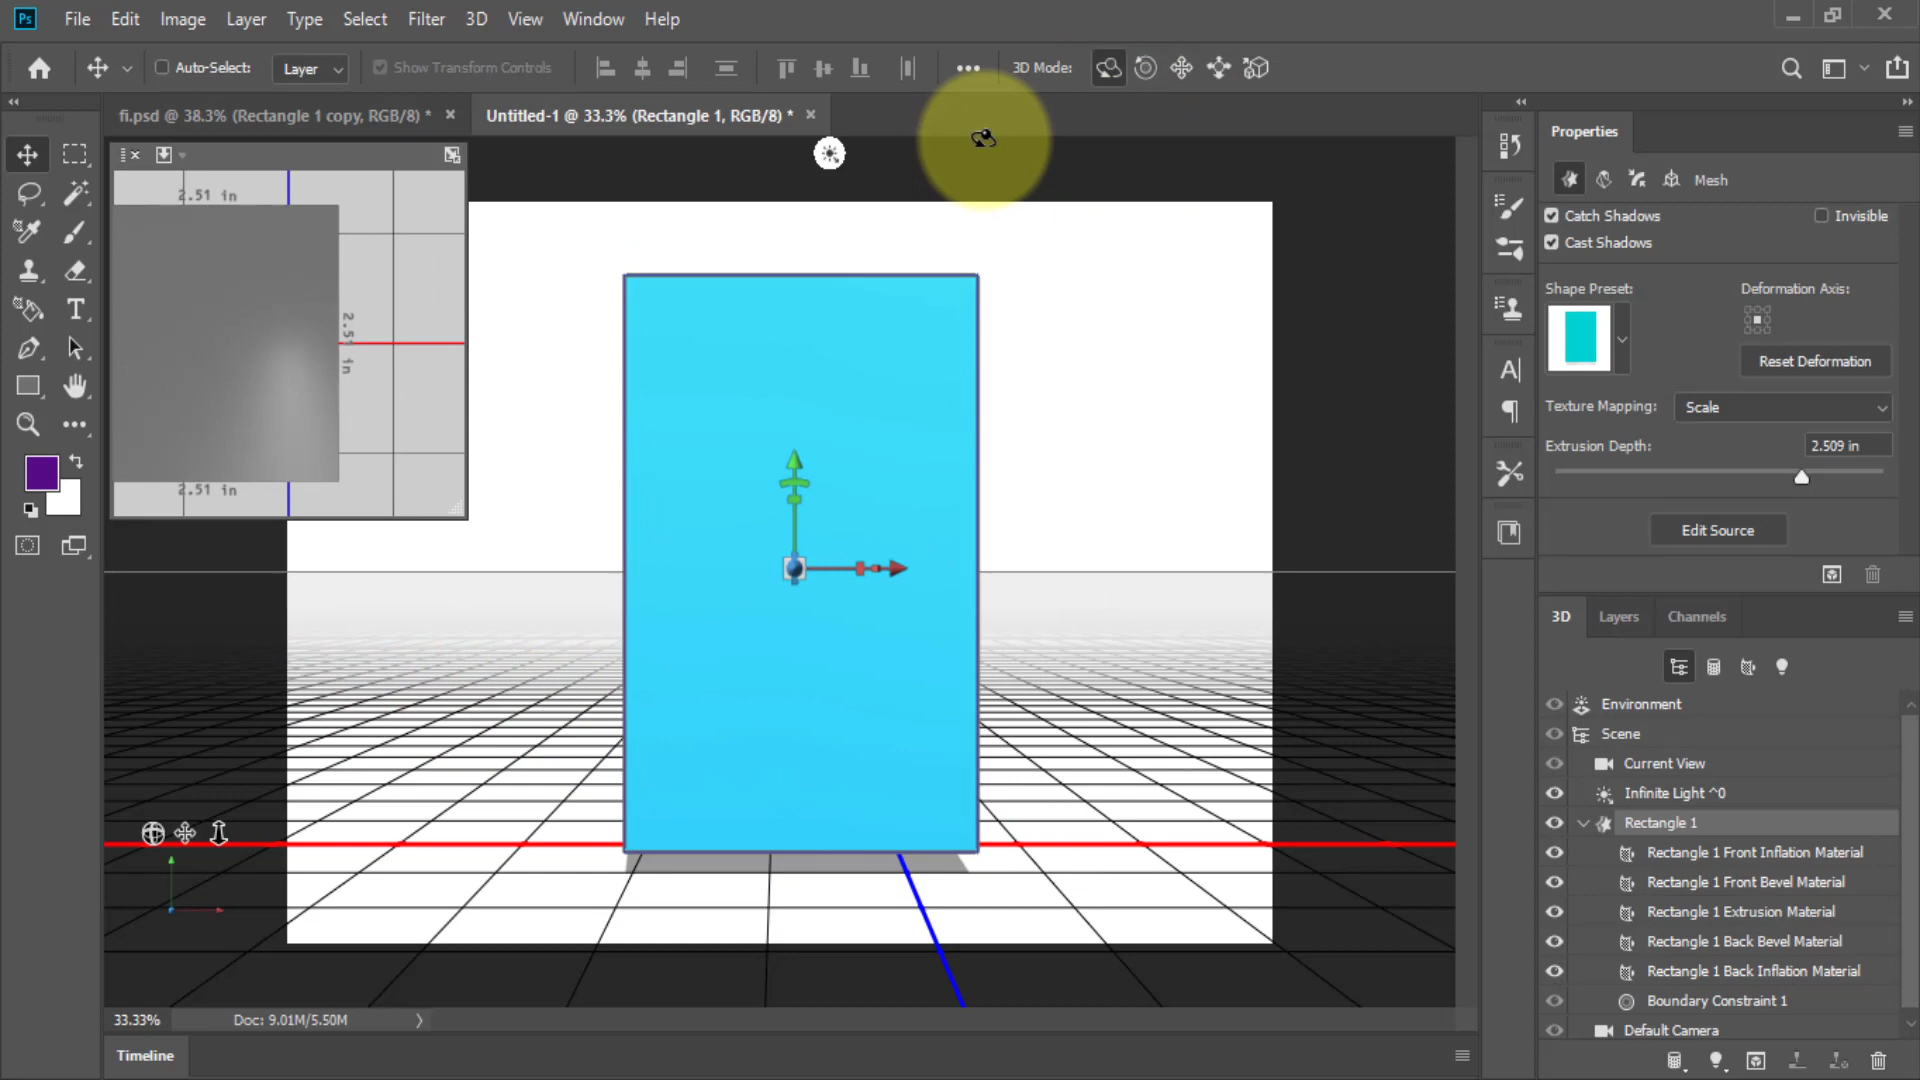 Ps File Edit Image Layer Type Select Filter 3D View Window Help
Auto-Select: Layer Show Transform Controls 3D Mode:
fi.psd @ 38.3% (Rectangle 1 copy, RGB/8) * Untitled-1 @ 33.3% (Rectangle 1, RGB/8) *
2.51 in
2.51 in
2.51 in
Properties
Mesh
Catch Shadows Invisible
Cast Shadows
Shape Preset: Deformation Axis:
Reset Deformation
Texture Mapping: Scale
Extrusion Depth: 2.509 in
Edit Source
3D Layers Channels
Environment
Scene
Current View
Infinite Light ^0
Rectangle 1
Rectangle 1 Front Inflation Material
Rectangle 1 Front Bevel Material
Rectangle 1 Extrusion Material
Rectangle 1 Back Bevel Material
Rectangle 1 Back Inflation Material
Boundary Constraint 1
Default Camera
33.33% Doc: 9.01M/5.50M
Timeline